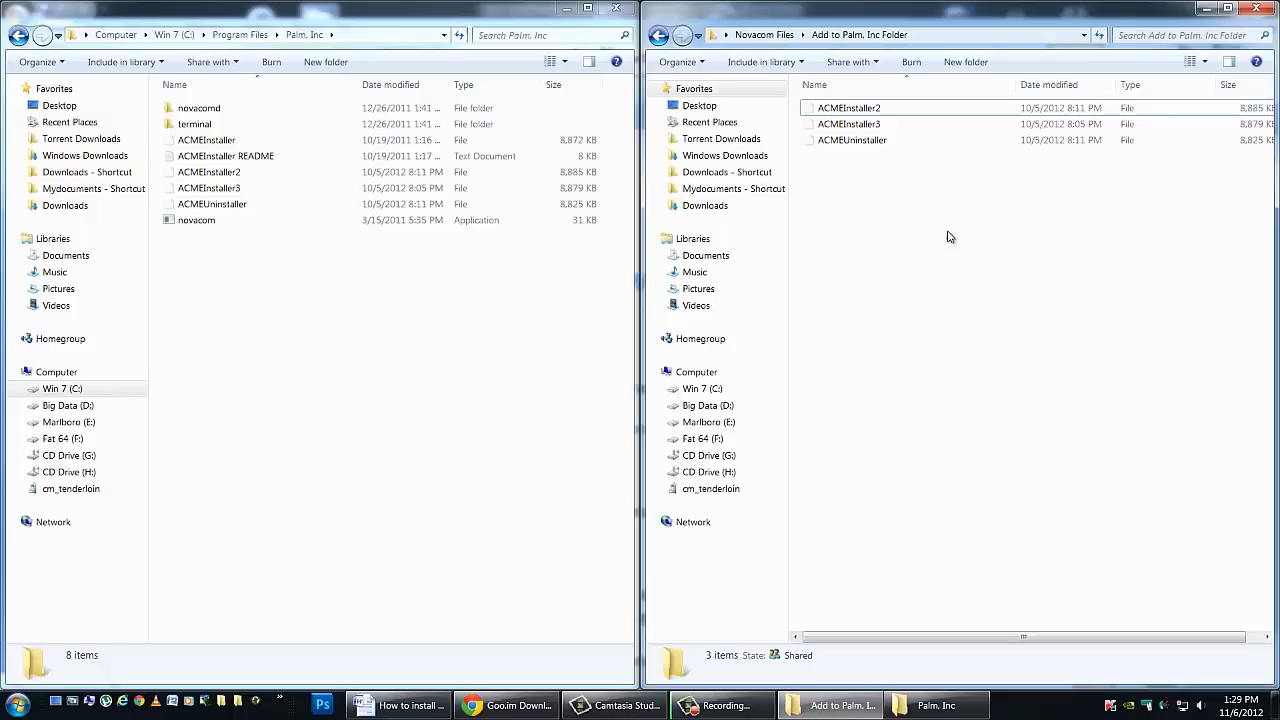 Computer ▸ Win 7 (C:) ▸ Program Files ▸ Palm, Inc ▸
Search Palm, Inc
Organize Include in library Share with Burn New folder
Name Date modified Type Size
Favorites
Desktop
Recent Places
Torrent Downloads
Windows Downloads
Downloads - Shortcut
Mydocuments - Shortcut
Downloads
Libraries
Documents
Music
Pictures
Videos
Homegroup
Computer
Win 7 (C:)
Big Data (D:)
Marlboro (E:)
Fat 64 (F:)
CD Drive (G:)
CD Drive (H:)
cm_tenderloin
Network
novacomd 12/26/2011 1:41 ... File folder
terminal 12/26/2011 1:41 ... File folder
ACMEInstaller 10/19/2011 1:16 ... File 8,872 KB
ACMEInstaller README 10/19/2011 1:17 ... Text Document 8 KB
ACMEInstaller2 10/5/2012 8:11 PM File 8,885 KB
ACMEInstaller3 10/5/2012 8:05 PM File 8,879 KB
ACMEUninstaller 10/5/2012 8:11 PM File 8,825 KB
novacom 3/15/2011 5:35 PM Application 31 KB
8 items
Novacom Files ▸ Add to Palm, Inc Folder
Search Add to Palm, Inc Folder
Organize Include in library Share with Burn New folder
Name Date modified Type Size
Favorites
Desktop
Recent Places
Torrent Downloads
Windows Downloads
Downloads - Shortcut
Mydocuments - Shortcut
Downloads
Libraries
Documents
Music
Pictures
Videos
Homegroup
Computer
Win 7 (C:)
Big Data (D:)
Marlboro (E:)
Fat 64 (F:)
CD Drive (G:)
CD Drive (H:)
cm_tenderloin
Network
ACMEInstaller2 10/5/2012 8:11 PM File 8,885 KB
ACMEInstaller3 10/5/2012 8:05 PM File 8,879 KB
ACMEUninstaller 10/5/2012 8:11 PM File 8,825 KB
3 items State: Shared
Ps How to install ... Goo.im Downl... Camtasia Stud... Recording... Add to Palm, I... Palm, Inc
1:29 PM
11/6/2012